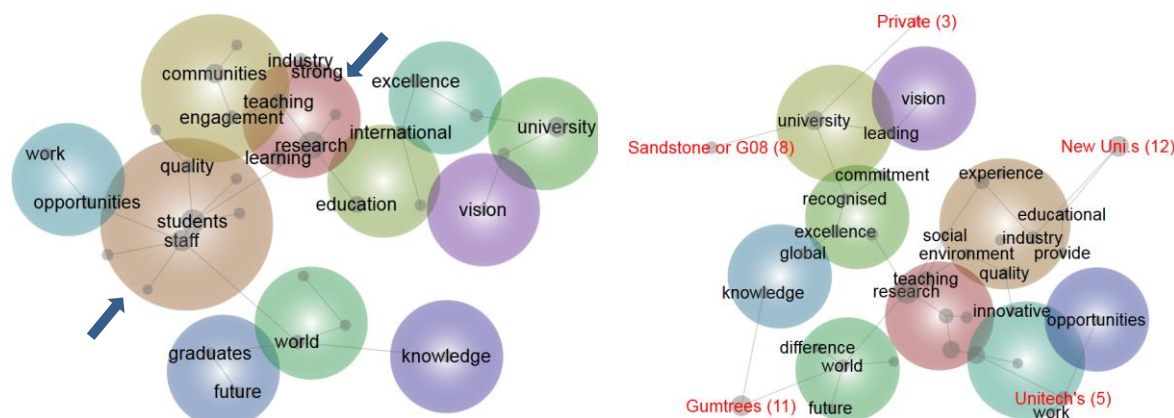 industry
strong
communities
excellence
teaching
engagement
international
university
research
work
quality
learning
opportunities
education
vision
students
staff
world
graduates
knowledge
future
Private (3)
vision
university
leading
Sandstone or G08 (8)
New Uni.s (12)
commitment
experience
recognised
educational
excellence
social
industry
global
environment
provide
teaching
quality
knowledge
research
innovative
opportunities
difference
world
Gumtrees (11)
future
Unitech's (5)
work